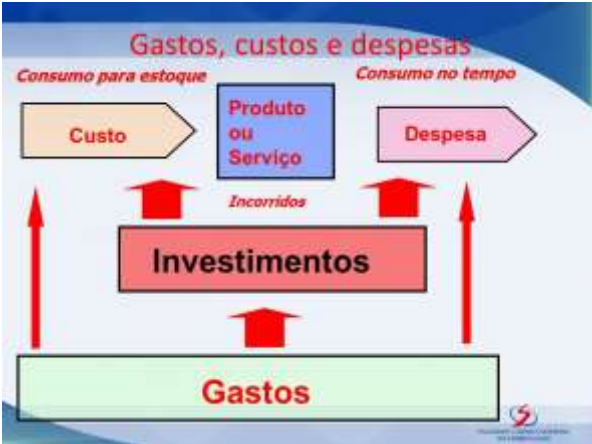 Gastos, custos e despesas
Consumo para estoque
Consumo no tempo
Custo
Produto
ou
Serviço
Despesa
Incorridos
Investimentos
Gastos